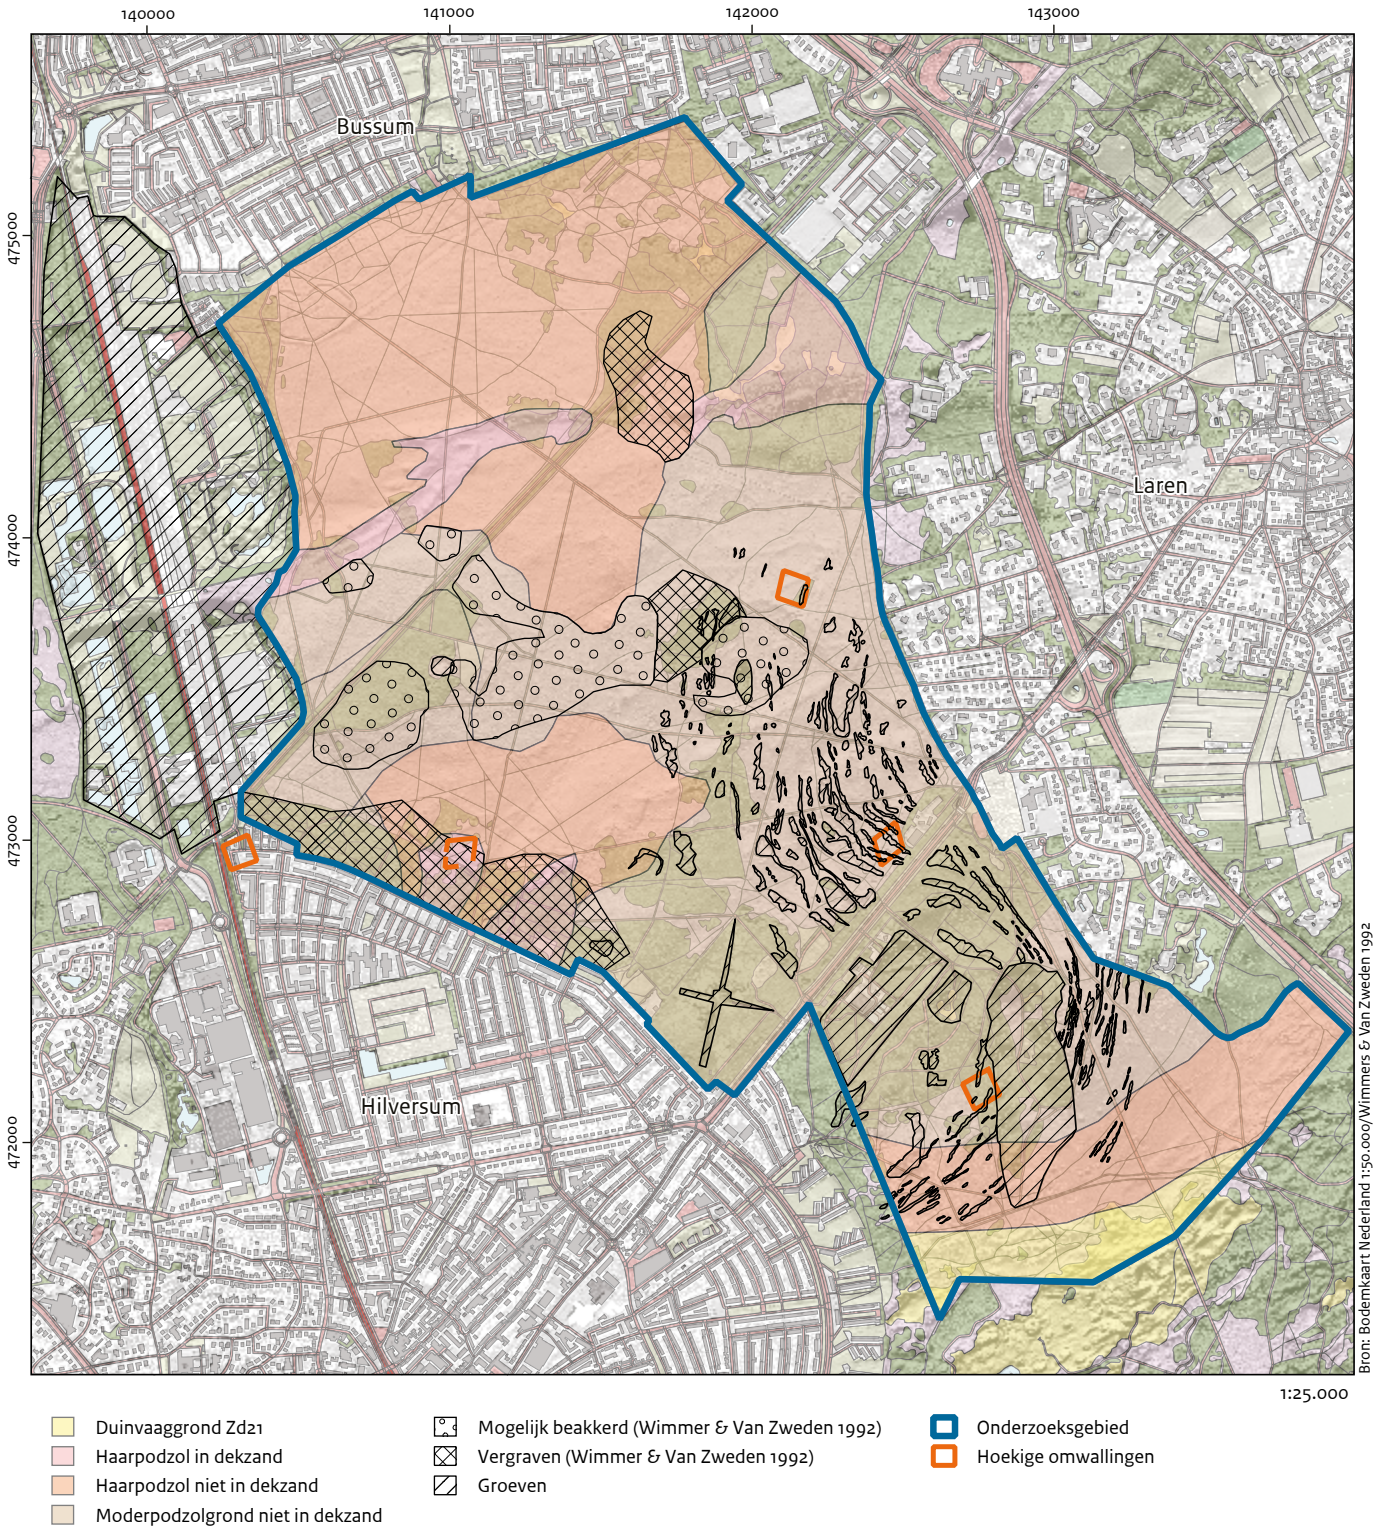 140000 141000 142000 143000
475000
474000
473000
472000
Bussum
Laren
Hilversum
Bron: Bodemkaart Nederland 1:50.000/Wimmers & Van Zweden 1992
1:25.000
Duinvaaggrond Zd21
Haarpodzol in dekzand
Haarpodzol niet in dekzand
Moderpodzolgrond niet in dekzand
Mogelijk beakkerd (Wimmer & Van Zweden 1992)
Vergraven (Wimmer & Van Zweden 1992)
Groeven
Onderzoeksgebied
Hoekige omwallingen